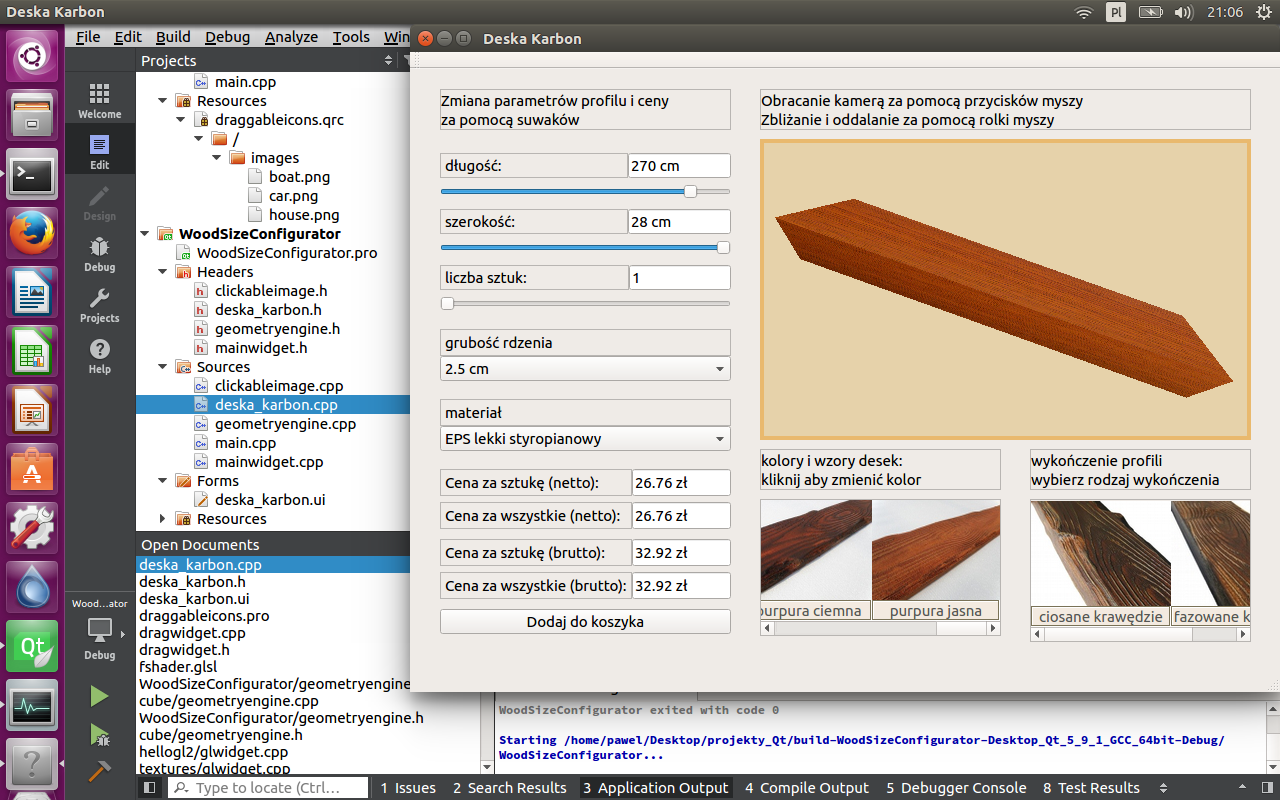 Deska Karbon
Pl
21:06
File Edit Build Debug Analyze Tools Win
Deska Karbon
Projects
Welcome
Edit
Design
Debug
Projects
Help
main.cpp
Resources
draggableicons.qrc
/
images
boat.png
car.png
house.png
WoodSizeConfigurator
WoodSizeConfigurator.pro
Headers
clickableimage.h
deska_karbon.h
geometryengine.h
mainwidget.h
Sources
clickableimage.cpp
deska_karbon.cpp
geometryengine.cpp
main.cpp
mainwidget.cpp
Forms
deska_karbon.ui
Resources
Open Documents
deska_karbon.cpp
deska_karbon.h
deska_karbon.ui
draggableicons.pro
dragwidget.cpp
dragwidget.h
fshader.glsl
WoodSizeConfigurator/geometryengine
cube/geometryengine.cpp
WoodSizeConfigurator/geometryengine.h
cube/geometryengine.h
hellogl2/glwidget.cpp
textures/glwidget.cpp
Wood...ator
Debug
Qt
Zmiana parametrów profilu i ceny
za pomocą suwaków
długość: 270 cm
szerokość: 28 cm
liczba sztuk: 1
grubość rdzenia
2.5 cm
materiał
EPS lekki styropianowy
Cena za sztukę (netto): 26.76 zł
Cena za wszystkie (netto): 26.76 zł
Cena za sztukę (brutto): 32.92 zł
Cena za wszystkie (brutto): 32.92 zł
Dodaj do koszyka
Obracanie kamerą za pomocą przycisków myszy
Zbliżanie i oddalanie za pomocą rolki myszy
kolory i wzory desek:
kliknij aby zmienić kolor
purpura ciemna
purpura jasna
wykończenie profili
wybierz rodzaj wykończenia
ciosane krawędzie
fazowane k
WoodSizeConfigurator exited with code 0
Starting /home/pawel/Desktop/projekty_Qt/build-WoodSizeConfigurator-Desktop_Qt_5_9_1_GCC_64bit-Debug/
WoodSizeConfigurator...
Type to locate (Ctrl...
1 Issues 2 Search Results 3 Application Output 4 Compile Output 5 Debugger Console 8 Test Results